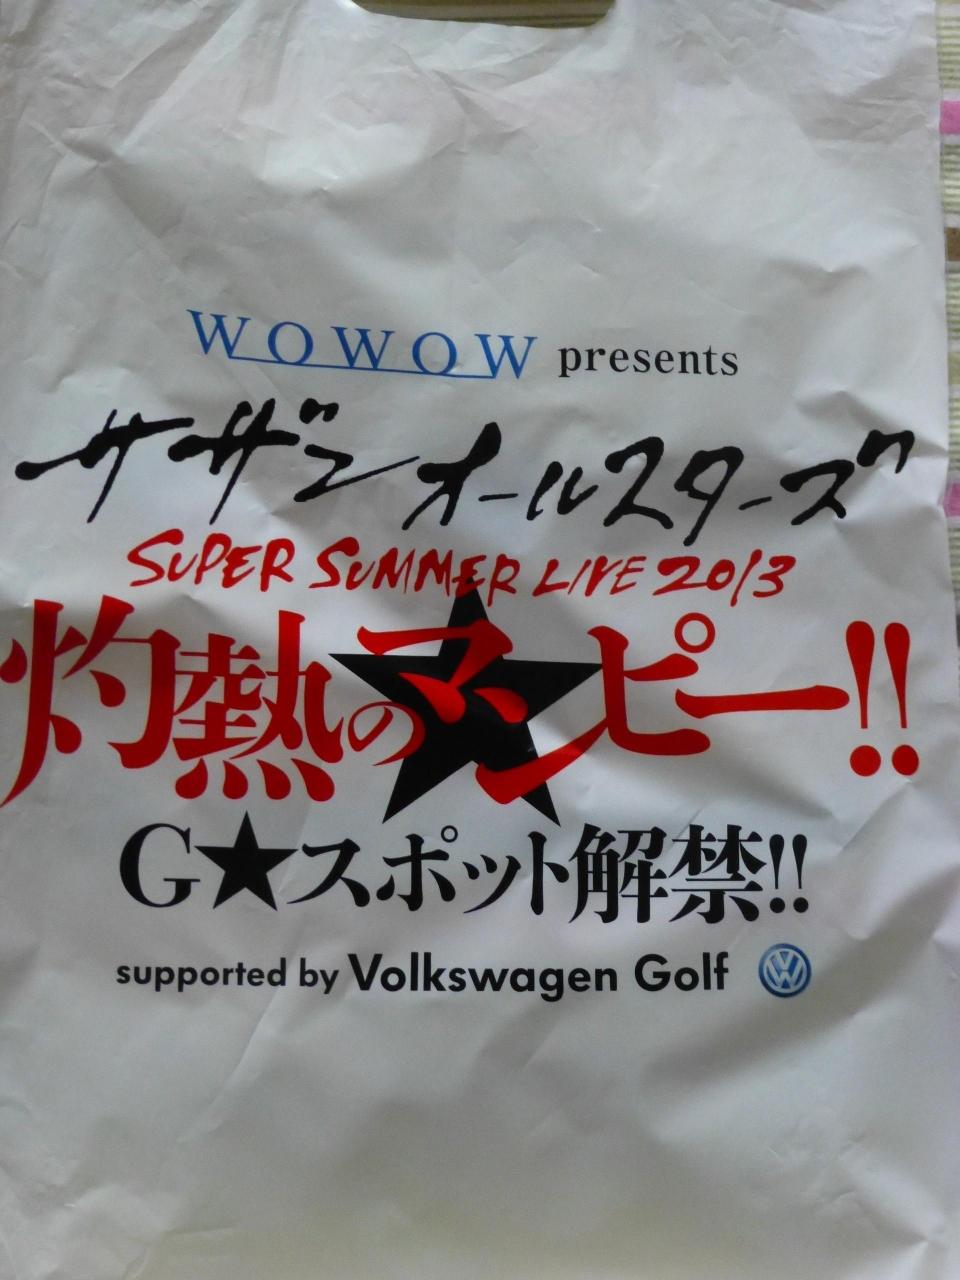 WOWOW presents
サザンオールスターズ
SUPER SUMMER LIVE 2013
灼熱のマンピー!!
G★スポット解禁!!
supported by Volkswagen Golf